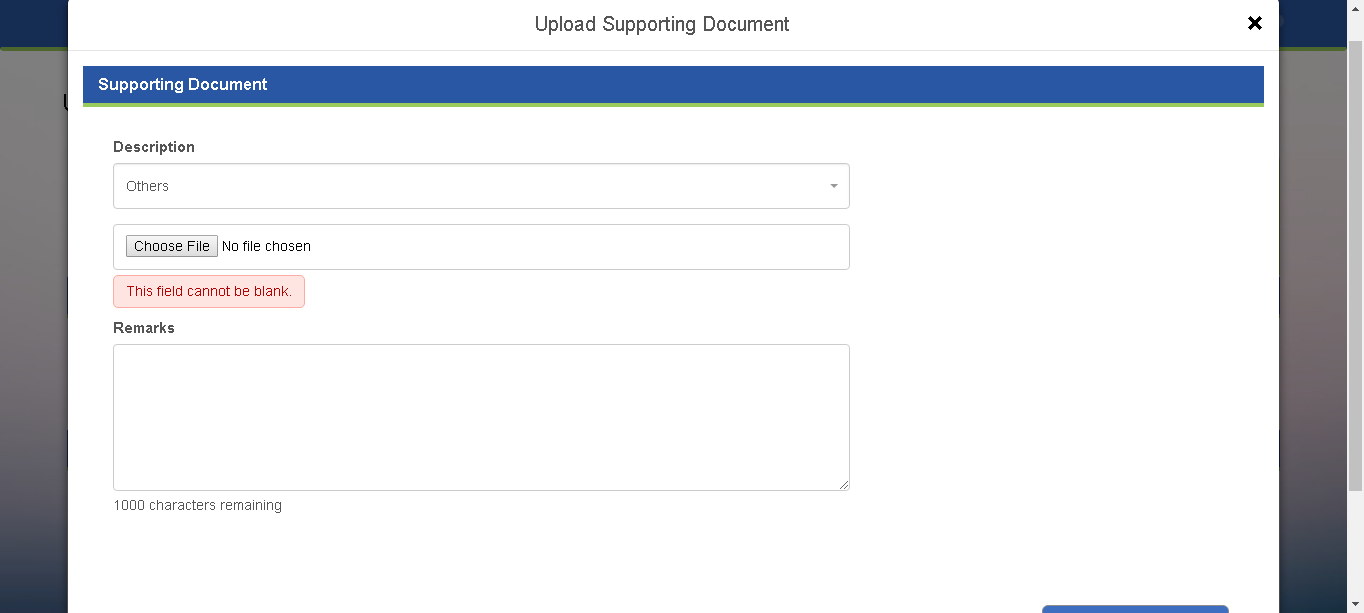 Upload Supporting Document
Supporting Document
Description
Others
Choose File No file chosen
This field cannot be blank.
Remarks
1000 characters remaining